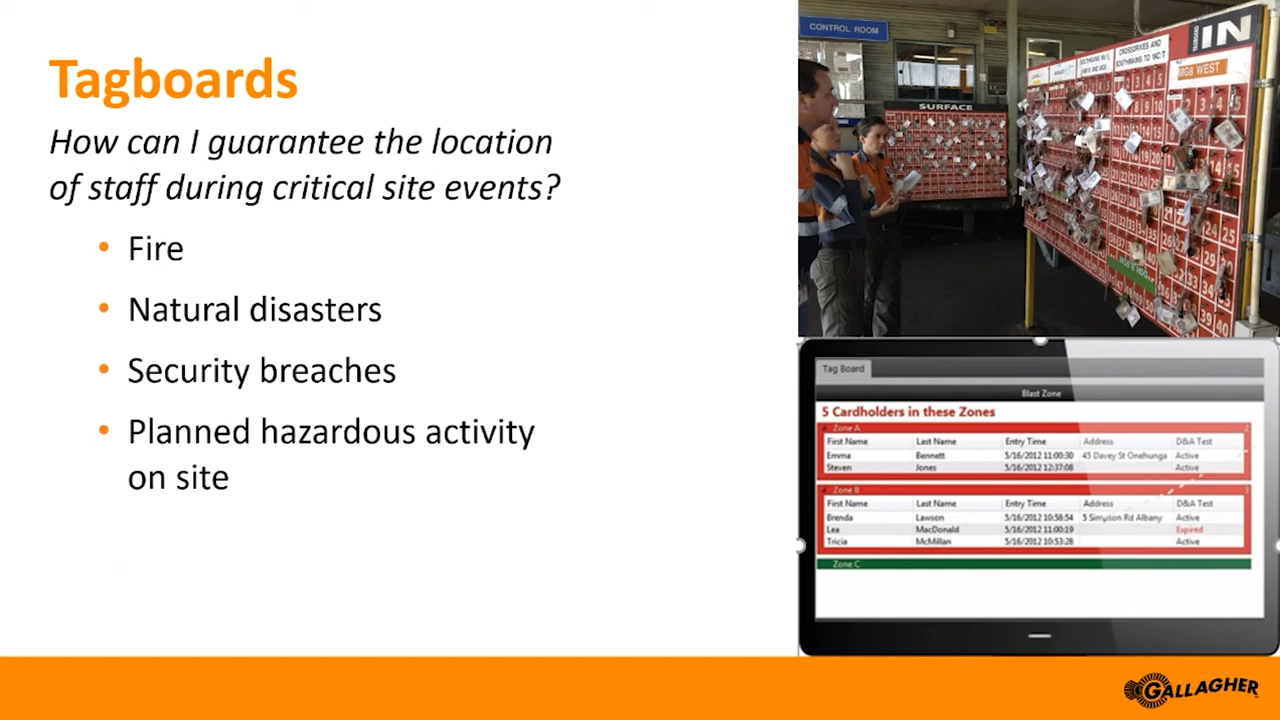 Tagboards
How can I guarantee the location
of staff during critical site events?
• Fire
• Natural disasters
• Security breaches
• Planned hazardous activity
on site
CONTROL ROOM
SURFACE
IN
CROSSDRIVES AND
MG8 WEST
Tag Board
Blast Zone
5 Cardholders in these Zones
Zone A 2
First Name Last Name Entry Time Address D&A Test
Emma Bennett 5/16/2012 11:00:30 45 Davey St Onehunga Active
Steven Jones 5/16/2012 12:37:08 Active
Zone B 3
First Name Last Name Entry Time Address D&A Test
Brenda Lawson 5/16/2012 10:58:54 5 Simpson Rd Albany Active
Lea MacDonald 5/16/2012 11:00:19 Expired
Tricia McMillan 5/16/2012 10:53:28 Active
Zone C
GALLAGHER